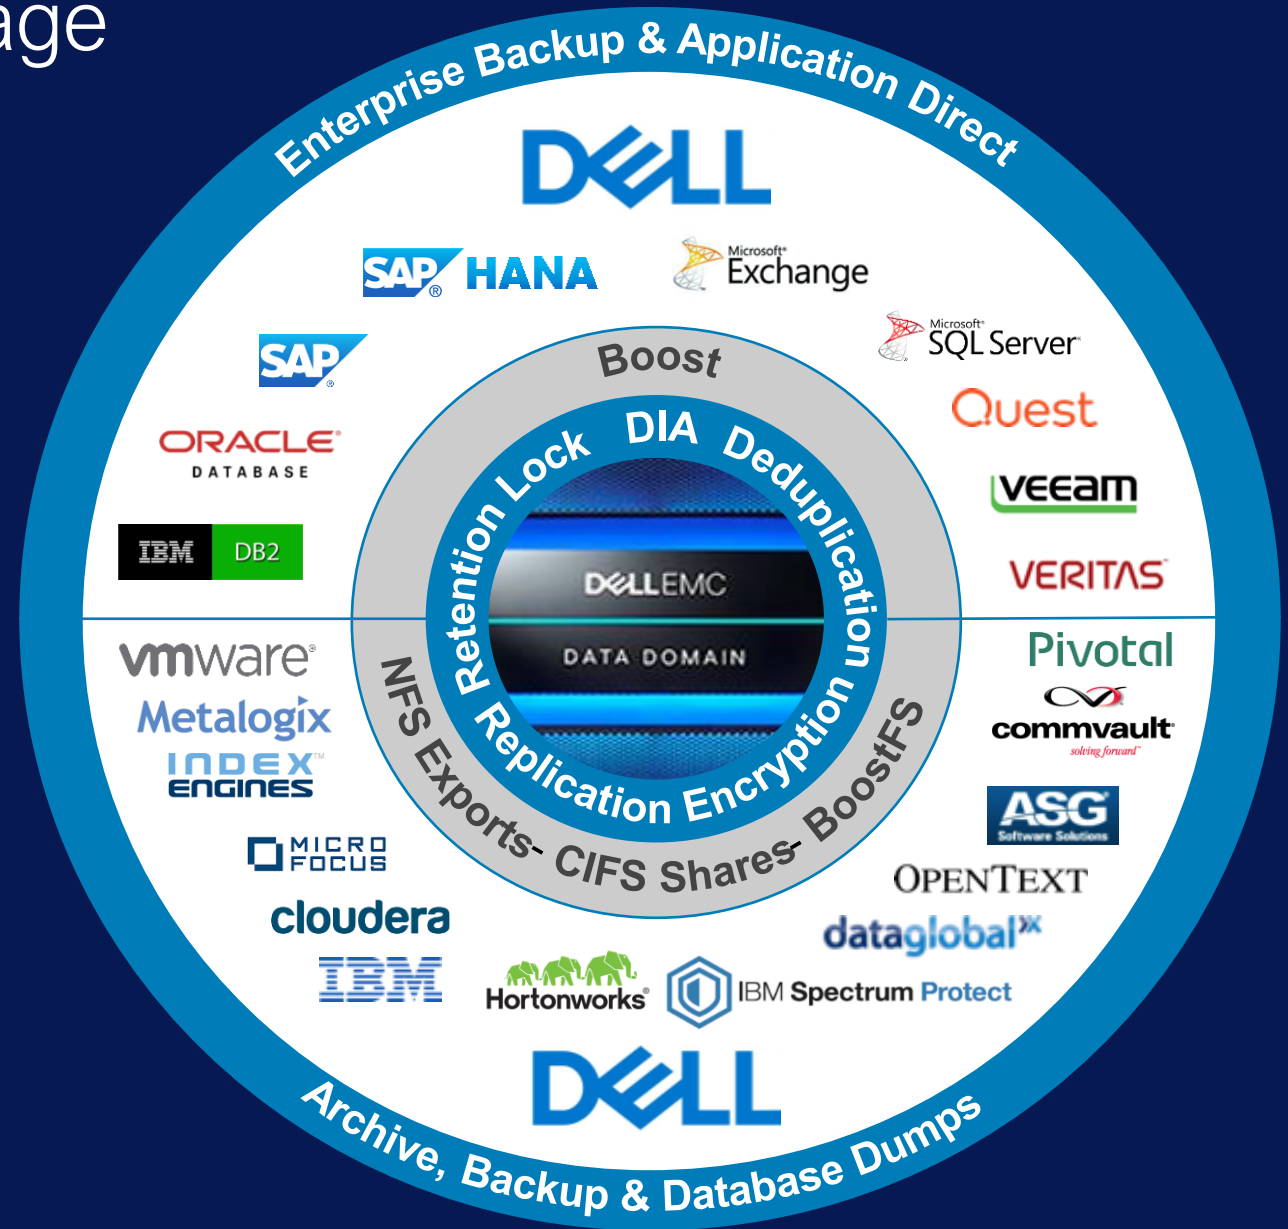 age
Enterprise Backup & Application Direct
DELL
SAP® HANA
Microsoft®
Exchange
Microsoft®
SQL Server
SAP®
Quest
ORACLE®
DATABASE
veeam
IBM DB2
VERITAS
Boost
Retention Lock DIA Deduplication
DELLEMC
DATA DOMAIN
Replication Encryption
NFS Exports- CIFS Shares- BoostFS
vmware®
Pivotal
Metalogix
commvault
solving forward™
INDEX™
ENGINES
ASG
Software Solutions
MICRO
FOCUS
OPENTEXT
cloudera
dataglobal
IBM
Hortonworks®
IBM Spectrum Protect
DELL
Archive, Backup & Database Dumps